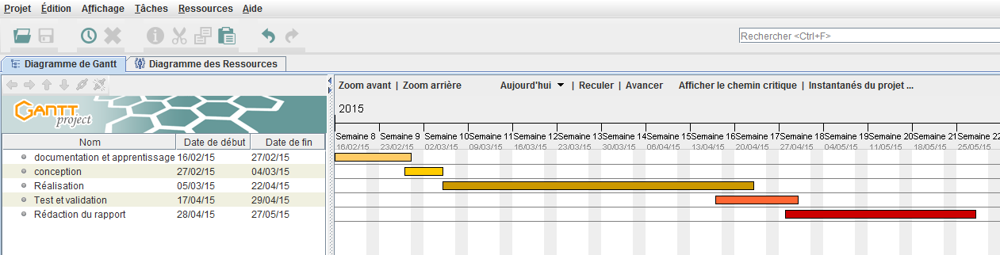 Projet Édition Affichage Tâches Ressources Aide
Rechercher <Ctrl+F>
Diagramme de Gantt Diagramme des Ressources
Zoom avant | Zoom arrière Aujourd'hui | Reculer | Avancer Afficher le chemin critique | Instantanés du projet ...
GANTT project
2015
Semaine 8 Semaine 9 Semaine 10 Semaine 11 Semaine 12 Semaine 13 Semaine 14 Semaine 15 Semaine 16 Semaine 17 Semaine 18 Semaine 19 Semaine 20 Semaine 21 Semaine 22
16/02/15 23/02/15 02/03/15 09/03/15 16/03/15 23/03/15 30/03/15 06/04/15 13/04/15 20/04/15 27/04/15 04/05/15 11/05/15 18/05/15 25/05/15
Nom Date de début Date de fin
documentation et apprentissage 16/02/15 27/02/15
conception 27/02/15 04/03/15
Réalisation 05/03/15 22/04/15
Test et validation 17/04/15 29/04/15
Rédaction du rapport 28/04/15 27/05/15